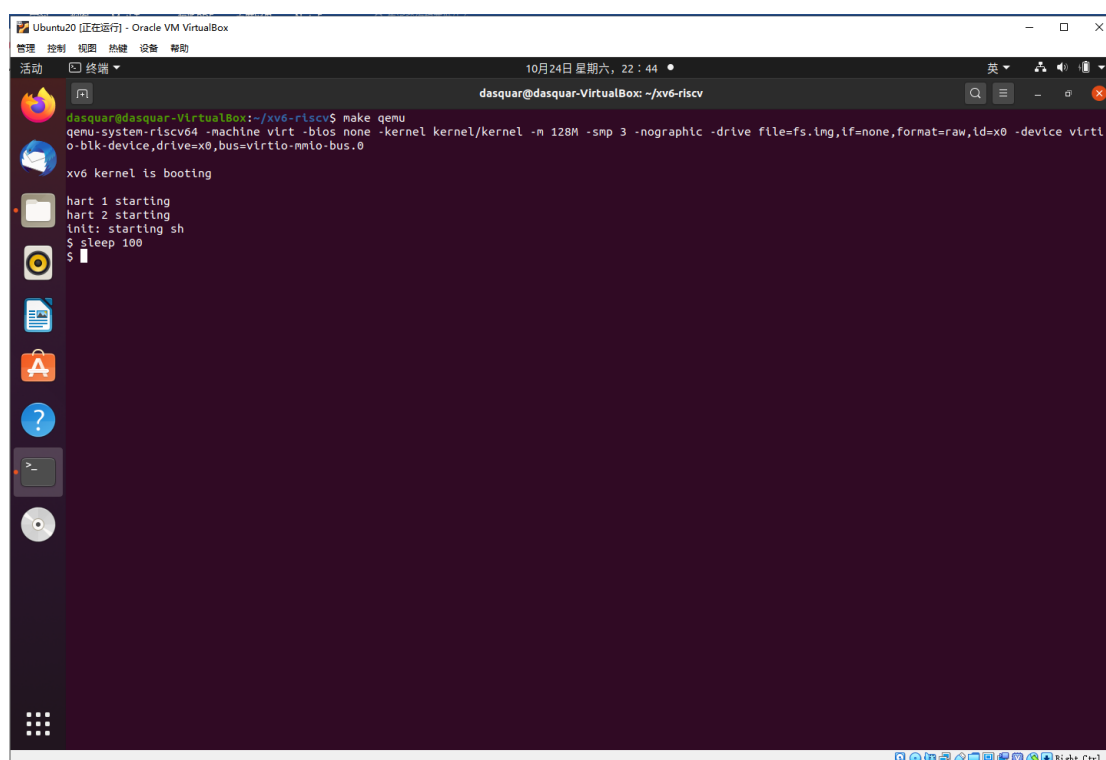 Ubuntu20 [正在运行] - Oracle VM VirtualBox
管理 控制 视图 热键 设备 帮助
活动 终端 10月24日 星期六，22：44 英
dasquar@dasquar-VirtualBox: ~/xv6-riscv
dasquar@dasquar-VirtualBox:~/xv6-riscv$ make qemu
qemu-system-riscv64 -machine virt -bios none -kernel kernel/kernel -m 128M -smp 3 -nographic -drive file=fs.img,if=none,format=raw,id=x0 -device virti
o-blk-device,drive=x0,bus=virtio-mmio-bus.0
xv6 kernel is booting
hart 1 starting
hart 2 starting
init: starting sh
$ sleep 100
$
Right Ctrl